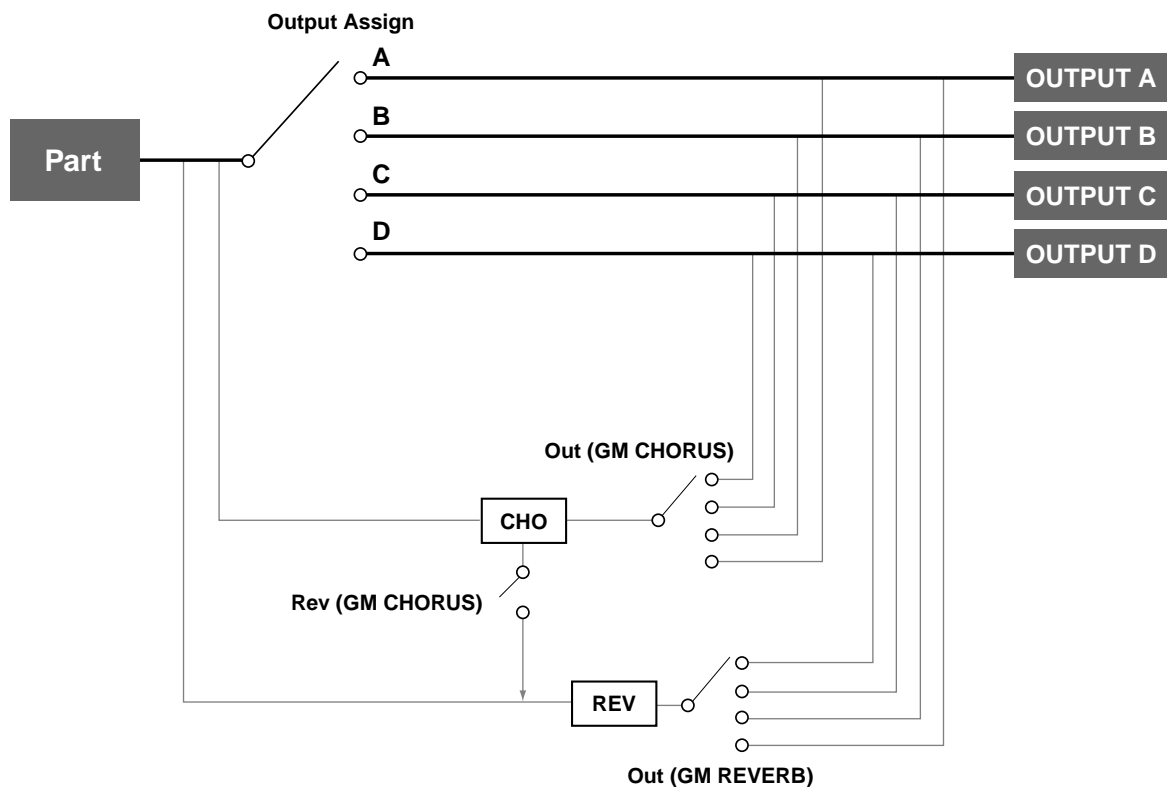 Output Assign
A
OUTPUT A
B
OUTPUT B
Part
C
OUTPUT C
D
OUTPUT D
Out (GM CHORUS)
CHO
Rev (GM CHORUS)
REV
Out (GM REVERB)